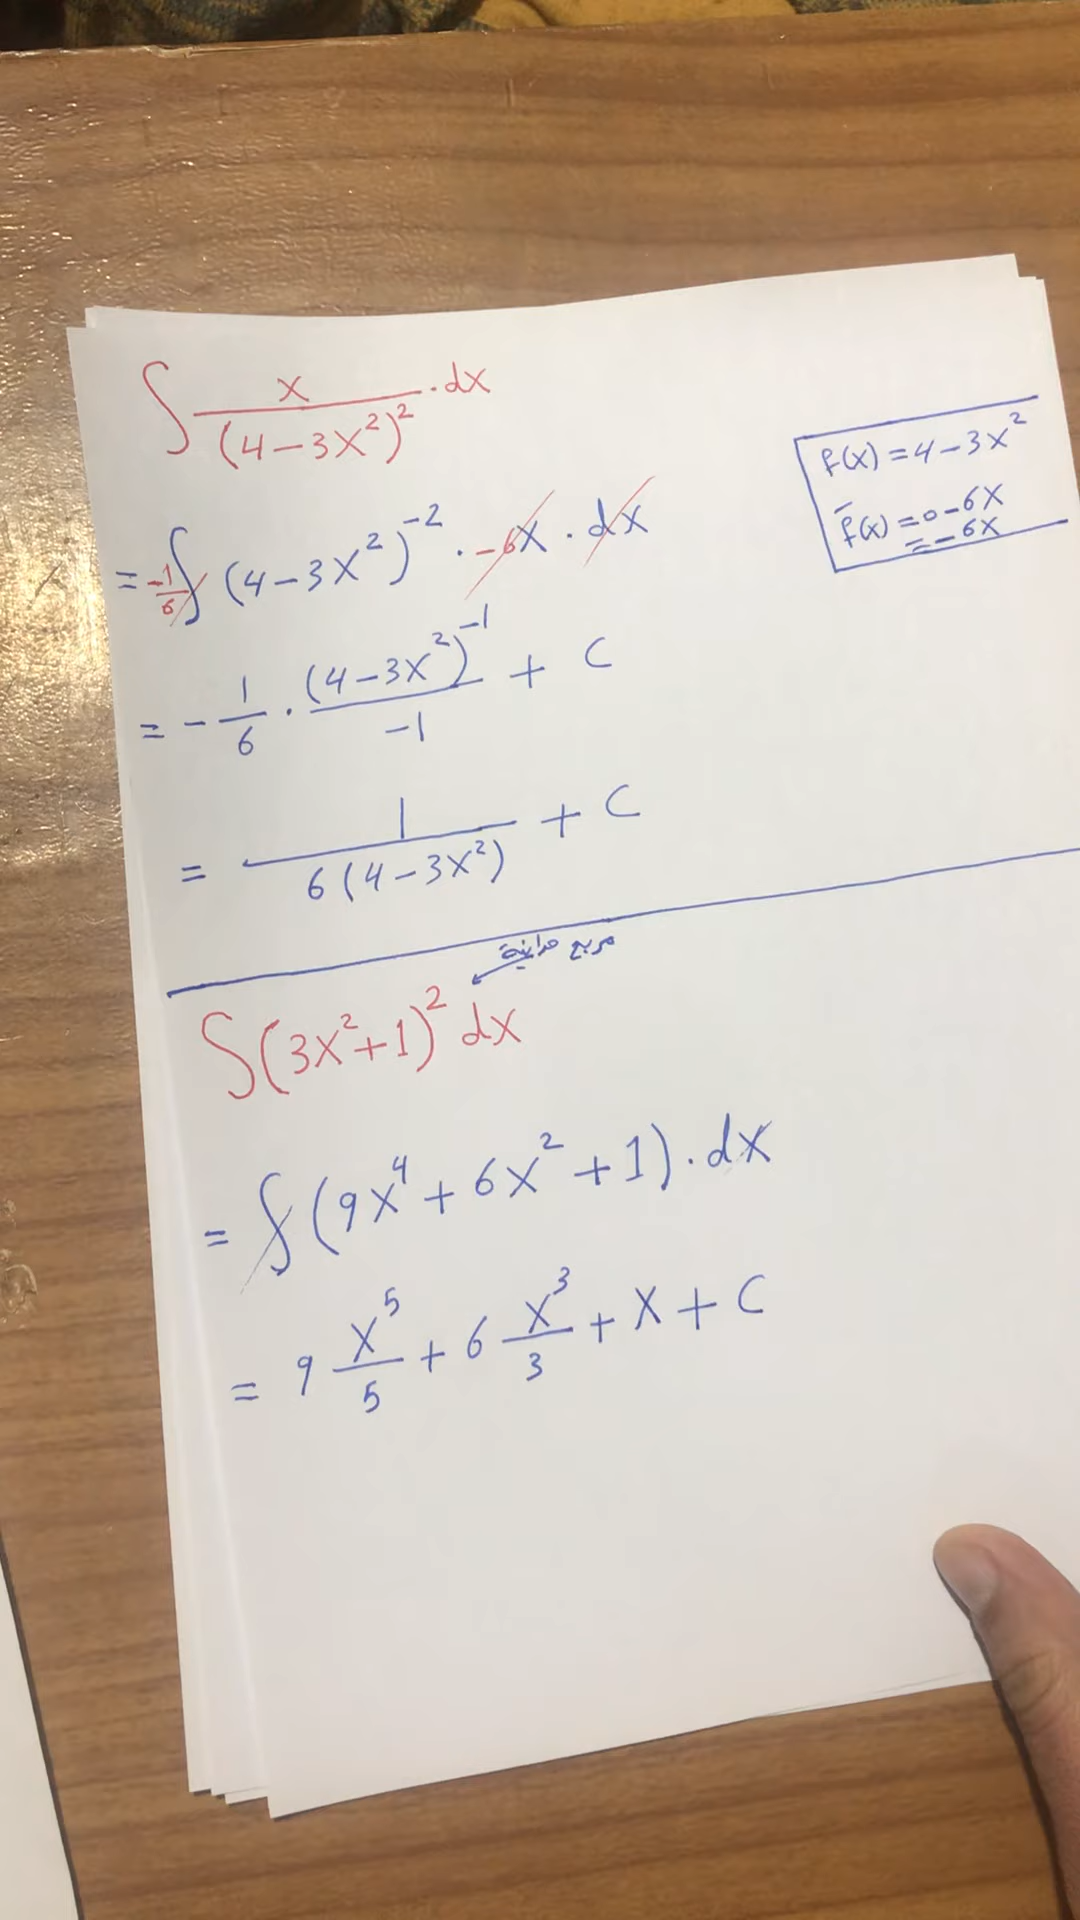 ∫ x/(4-3x²)² · dx
= -1/6 ∫ (4-3x²)⁻² · -6x · dx
f(x) = 4-3x²
f̄(x) = 0-6x
= -6x
= -1/6 · (4-3x²)⁻¹/-1 + C
= 1/6(4-3x²) + C
مربع حدانية
∫(3x²+1)² dx
= ∫(9x⁴ + 6x² + 1) · dx
= 9 x⁵/5 + 6 x³/3 + x + C